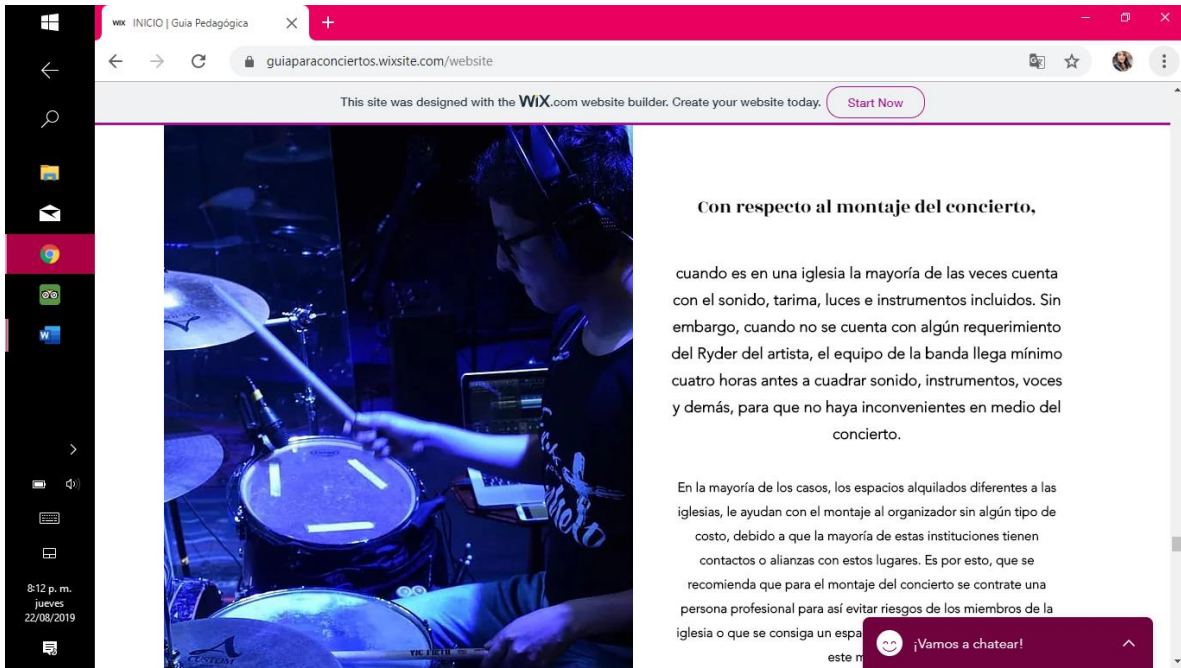 WIX INICIO | Guia Pedagógica
guiaparaconciertos.wixsite.com/website
This site was designed with the WiX.com website builder. Create your website today.
Start Now
Con respecto al montaje del concierto,
cuando es en una iglesia la mayoría de las veces cuenta
con el sonido, tarima, luces e instrumentos incluidos. Sin
embargo, cuando no se cuenta con algún requerimiento
del Ryder del artista, el equipo de la banda llega mínimo
cuatro horas antes a cuadrar sonido, instrumentos, voces
y demás, para que no haya inconvenientes en medio del
concierto.
En la mayoría de los casos, los espacios alquilados diferentes a las
iglesias, le ayudan con el montaje al organizador sin algún tipo de
costo, debido a que la mayoría de estas instituciones tienen
contactos o alianzas con estos lugares. Es por esto, que se
recomienda que para el montaje del concierto se contrate una
persona profesional para así evitar riesgos de los miembros de la
iglesia o que se consiga un espa
este m
¡Vamos a chatear!
W
8:12 p. m.
jueves
22/08/2019
CUSTOM
VIC FIRTH